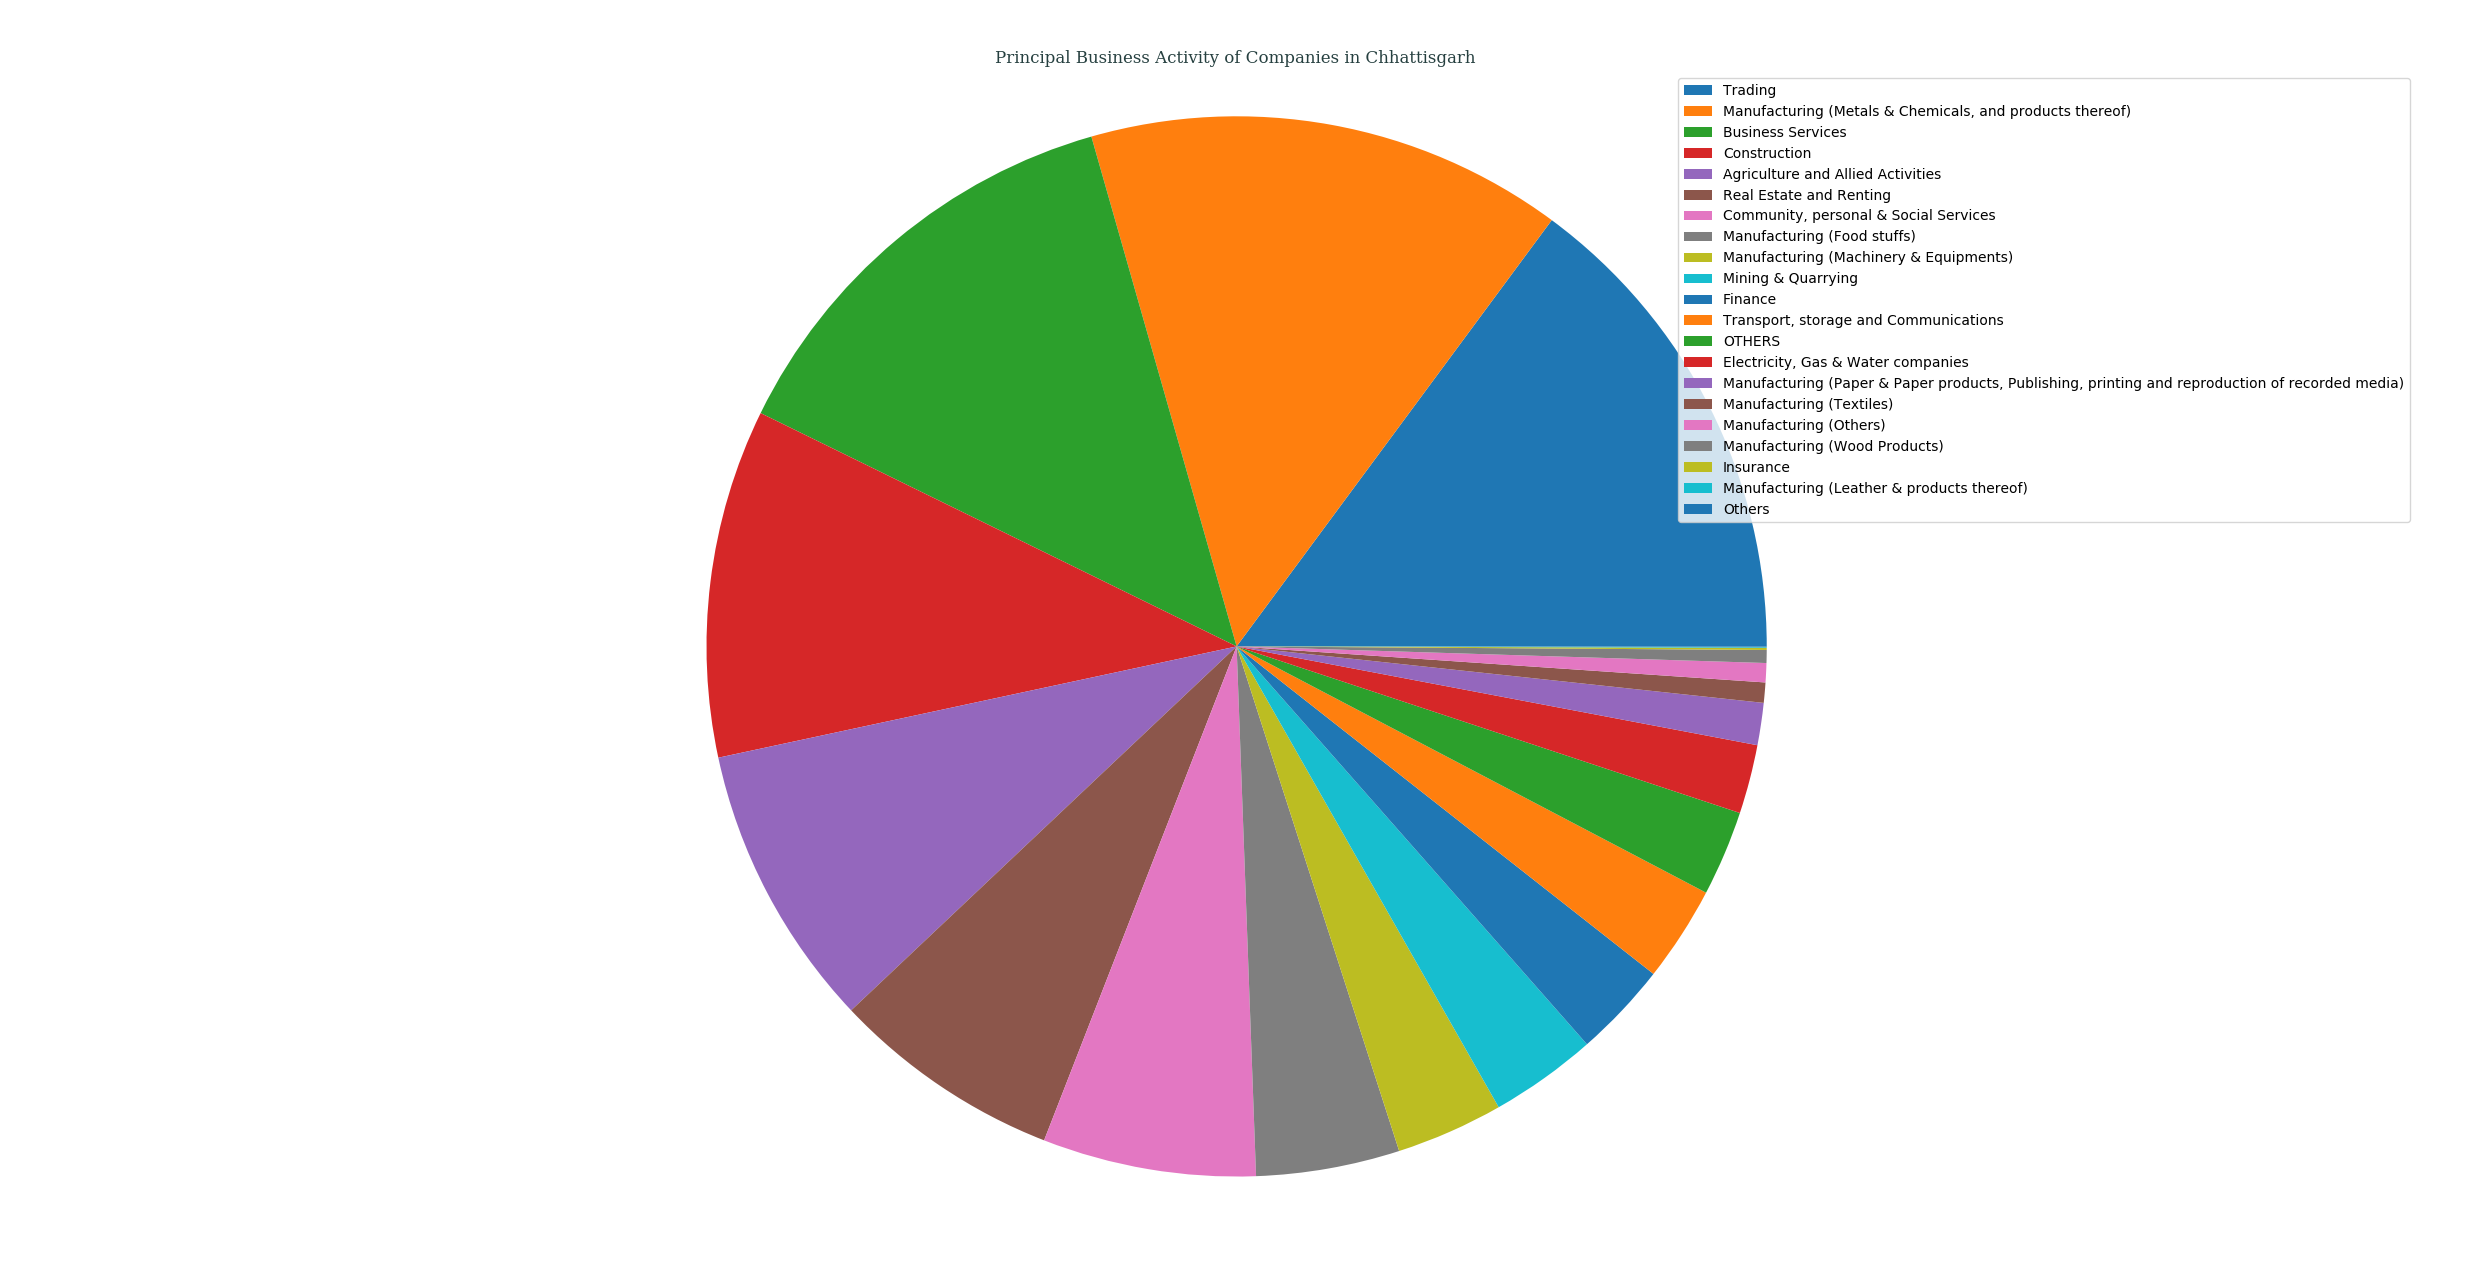 Principal Business Activity of Companies in Chhattisgarh
Trading
Manufacturing (Metals & Chemicals, and products thereof)
Business Services
Construction
Agriculture and Allied Activities
Real Estate and Renting
Community, personal & Social Services
Manufacturing (Food stuffs)
Manufacturing (Machinery & Equipments)
Mining & Quarrying
Finance
Transport, storage and Communications
OTHERS
Electricity, Gas & Water companies
Manufacturing (Paper & Paper products, Publishing, printing and reproduction of recorded media)
Manufacturing (Textiles)
Manufacturing (Others)
Manufacturing (Wood Products)
Insurance
Manufacturing (Leather & products thereof)
Others